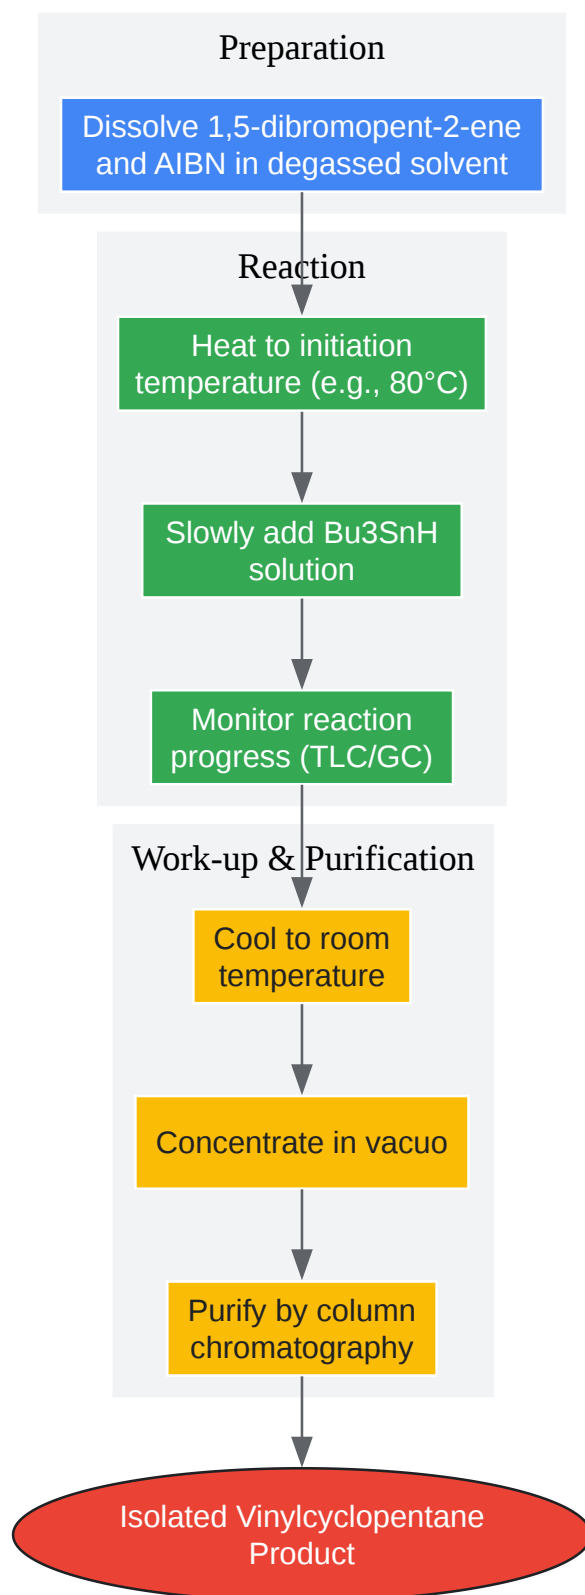 Preparation
Dissolve 1,5-dibromopent-2-ene
and AIBN in degassed solvent
Reaction
Heat to initiation
temperature (e.g., 80°C)
Slowly add Bu3SnH
solution
Monitor reaction
progress (TLC/GC)
Work-up & Purification
Cool to room
temperature
Concentrate in vacuo
Purify by column
chromatography
Isolated Vinylcyclopentane
Product